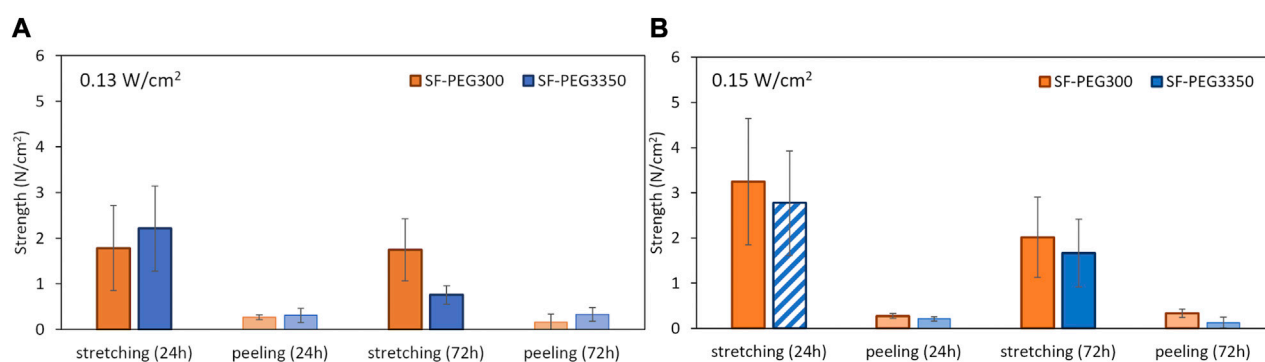 A
0.13 W/cm²
SF-PEG300
SF-PEG3350
Strength (N/cm²)
6
5
4
3
2
1
0
stretching (24h)
peeling (24h)
stretching (72h)
peeling (72h)
B
0.15 W/cm²
SF-PEG300
SF-PEG3350
Strength (N/cm²)
6
5
4
3
2
1
0
stretching (24h)
peeling (24h)
stretching (72h)
peeling (72h)